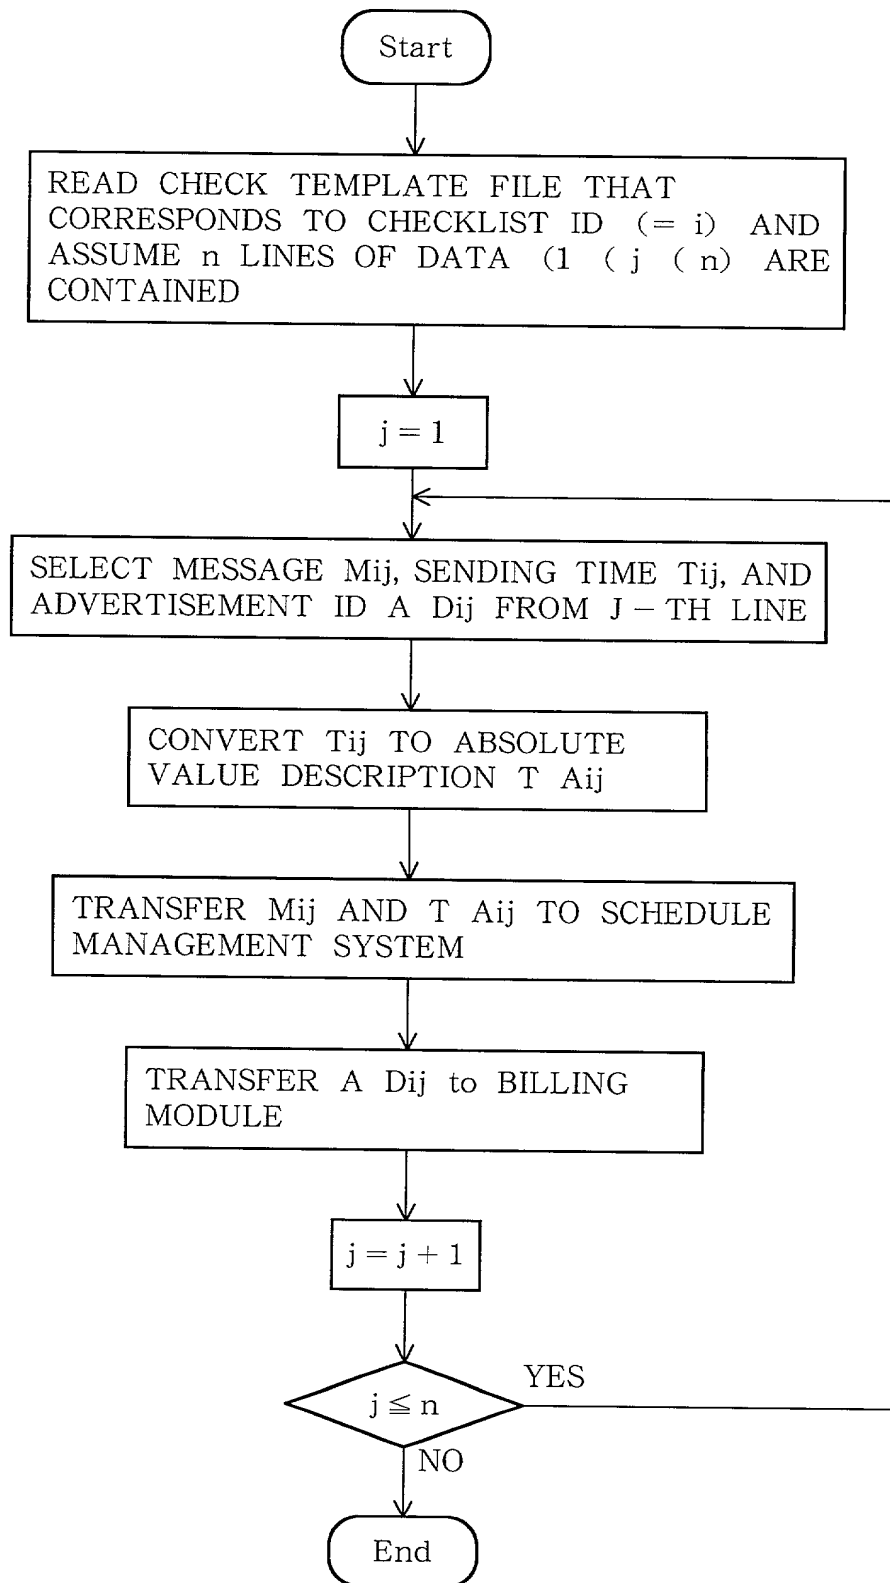 Start
READ CHECK TEMPLATE FILE THAT
CORRESPONDS TO CHECKLIST ID (= i) AND
ASSUME n LINES OF DATA (1 ( j ( n) ARE
CONTAINED
j = 1
SELECT MESSAGE Mij, SENDING TIME Tij, AND
ADVERTISEMENT ID A Dij FROM J - TH LINE
CONVERT Tij TO ABSOLUTE
VALUE DESCRIPTION T Aij
TRANSFER Mij AND T Aij TO SCHEDULE
MANAGEMENT SYSTEM
TRANSFER A Dij to BILLING
MODULE
j = j + 1
YES
j ≦ n
NO
End